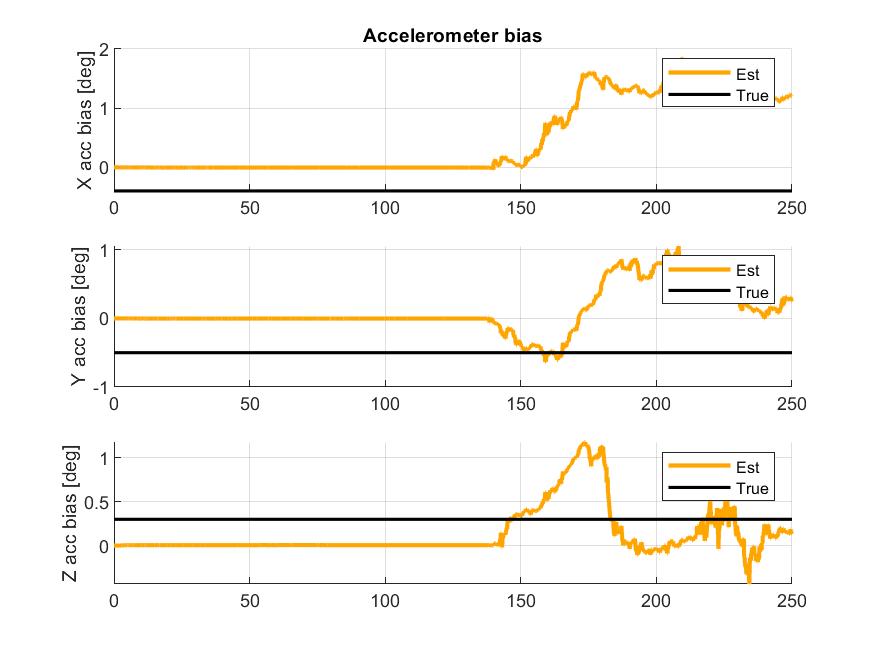 Accelerometer bias
X acc bias [deg]
2
1
0
Est
True
0 50 100 150 200 250
Y acc bias [deg]
1
0
-1
Est
True
0 50 100 150 200 250
Z acc bias [deg]
1
0.5
0
Est
True
0 50 100 150 200 250